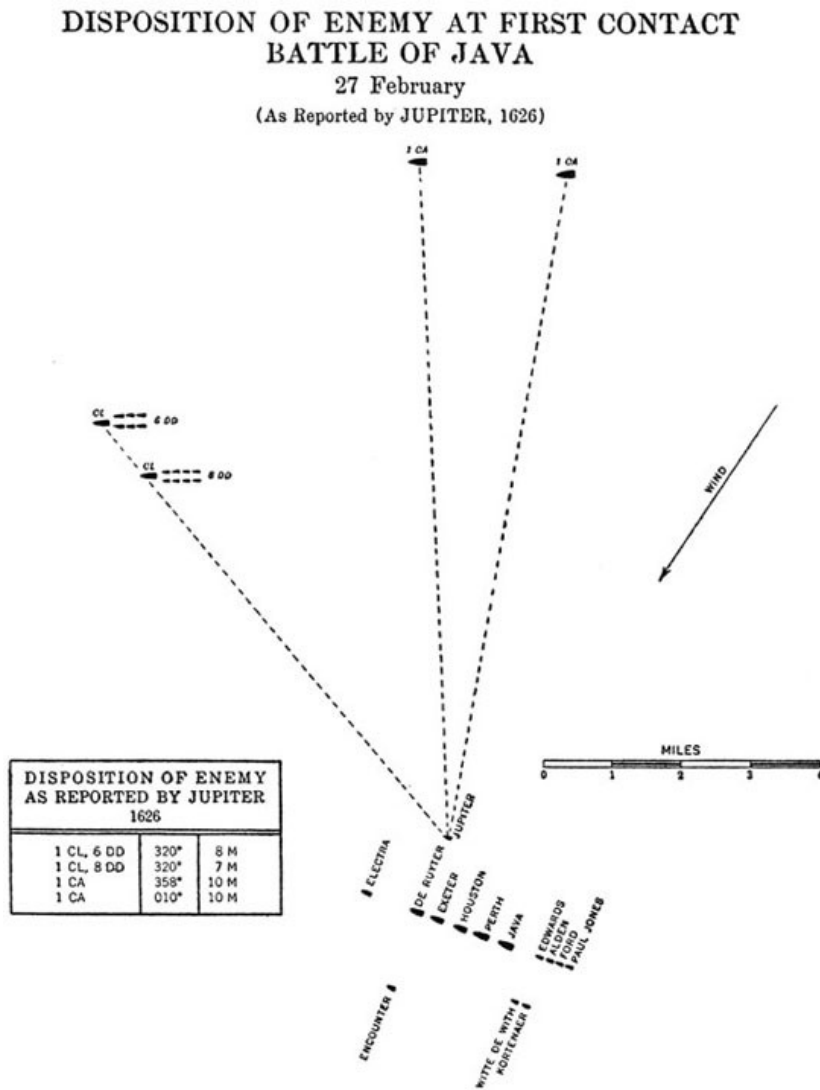 DISPOSITION OF ENEMY AT FIRST CONTACT
BATTLE OF JAVA
27 February
(As Reported by JUPITER, 1626)
1 CA
1 CA
CL
6 DD
CL
8 DD
WIND
MILES
0 1 2 3 4
DISPOSITION OF ENEMY
AS REPORTED BY JUPITER
1626
1 CL, 6 DD 320° 8 M
1 CL, 8 DD 320° 7 M
1 CA 358° 10 M
1 CA 010° 10 M
JUPITER
ELECTRA
DE RUYTER
EXETER
HOUSTON
PERTH
JAVA
EDWARDS
ALDEN
FORD
PAUL JONES
ENCOUNTER
WITTE DE WITH
KORTENAER